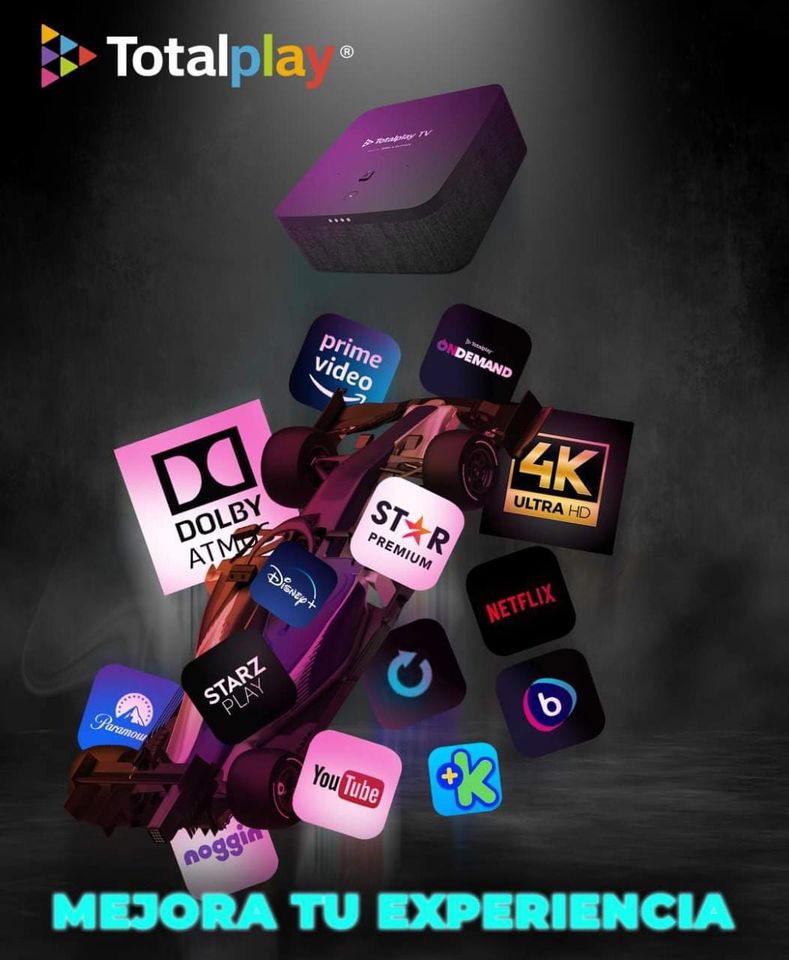 Totalplay®
Totalplay TV
prime
video
Totalplay
ONDEMAND
DOLBY
ATMOS
4K
ULTRA HD
STAR
PREMIUM
Disney+
NETFLIX
STARZ
PLAY
b
Paramou
YouTube
+K
noggin
MEJORA TU EXPERIENCIA